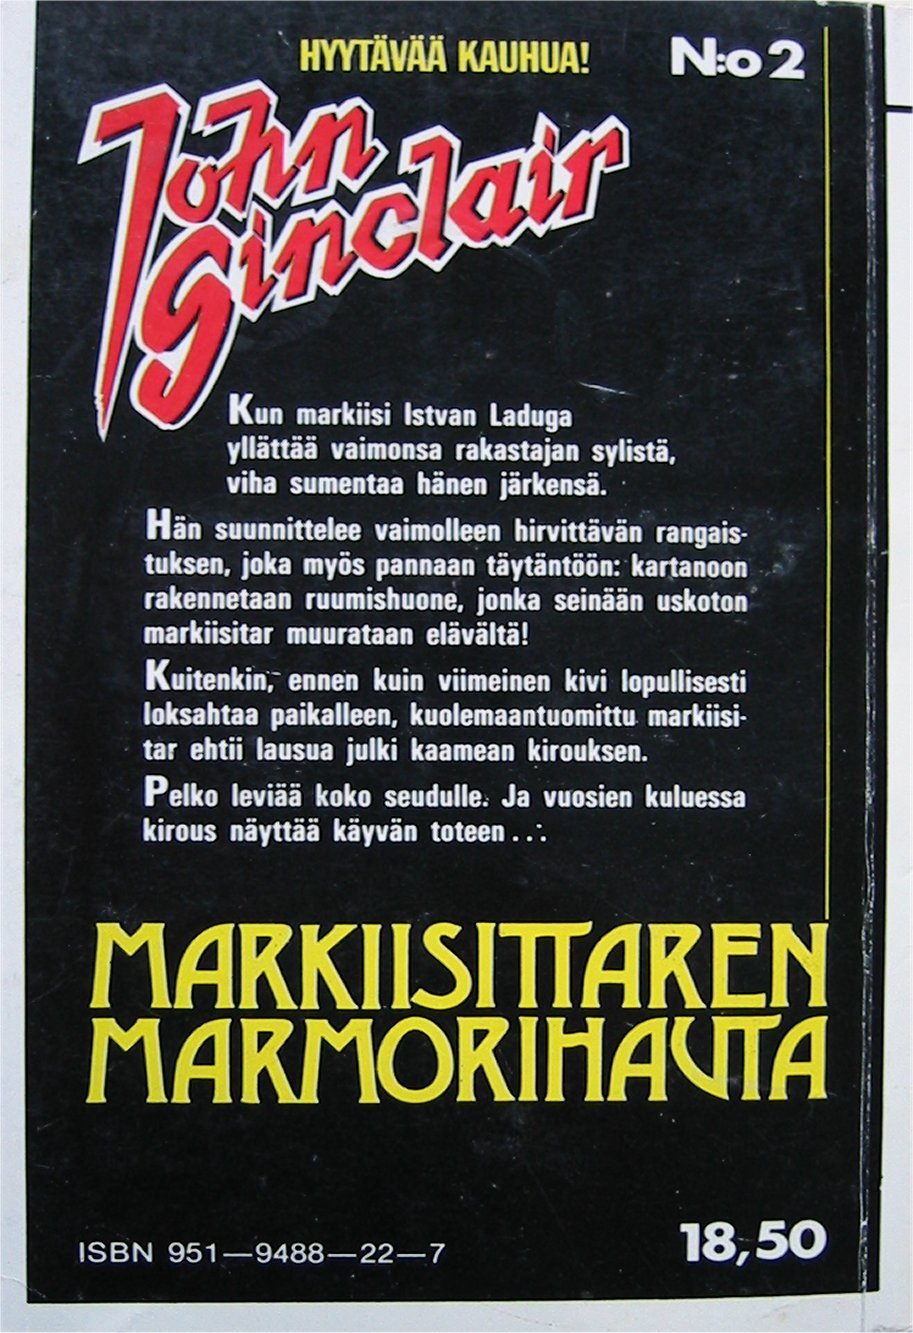 HYYTÄVÄÄ KAUHUA!
N:o 2
John
Sinclair
Kun markiisi Istvan Laduga
yllättää vaimonsa rakastajan sylistä,
viha sumentaa hänen järkensä.
Hän suunnittelee vaimolleen hirvittävän rangais-
tuksen, joka myös pannaan täytäntöön: kartanoon
rakennetaan ruumishuone, jonka seinään uskoton
markiisitar muurataan elävältä!
Kuitenkin, ennen kuin viimeinen kivi lopullisesti
loksahtaa paikalleen, kuolemaantuomittu markiisi-
tar ehtii lausua julki kaamean kirouksen.
Pelko leviää koko seudulle. Ja vuosien kuluessa
kirous näyttää käyvän toteen...
MARKIISITTAREN
MARMORIHAUTA
ISBN 951—9488—22—7
18,50